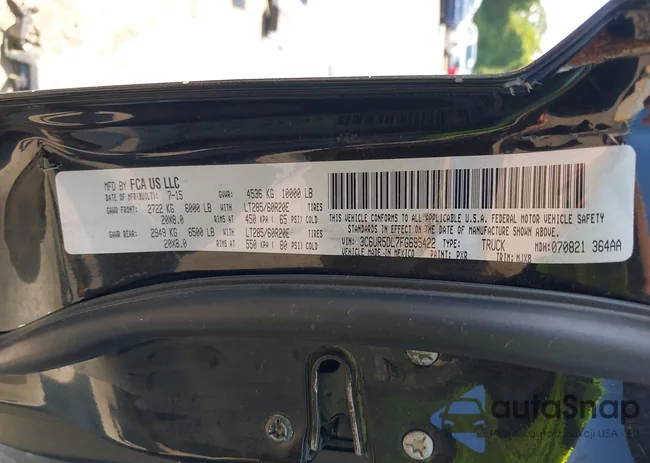 MFD BY FCA US LLC
DATE OF MFR(BUILT): 7-15
GVWR: 4536 KG 10000 LB
GAWR FRONT: 2722 KG 6000 LB WITH LT285/60R20E TIRES
20X8.0 RIMS AT 450 KPA ( 65 PSI) COLD
GAWR REAR: 2949 KG 6500 LB WITH LT285/60R20E TIRES
20X8.0 RIMS AT 550 KPA ( 80 PSI) COLD
THIS VEHICLE CONFORMS TO ALL APPLICABLE U.S.A. FEDERAL MOTOR VEHICLE SAFETY
STANDARDS IN EFFECT ON THE DATE OF MANUFACTURE SHOWN ABOVE.
VIN: 3C6UR5DL7FG695422 TYPE: TRUCK MDH: 070821 364AA
VEHICLE MADE IN MEXICO PAINT: PXR TRIM: MJX8
autoSnap